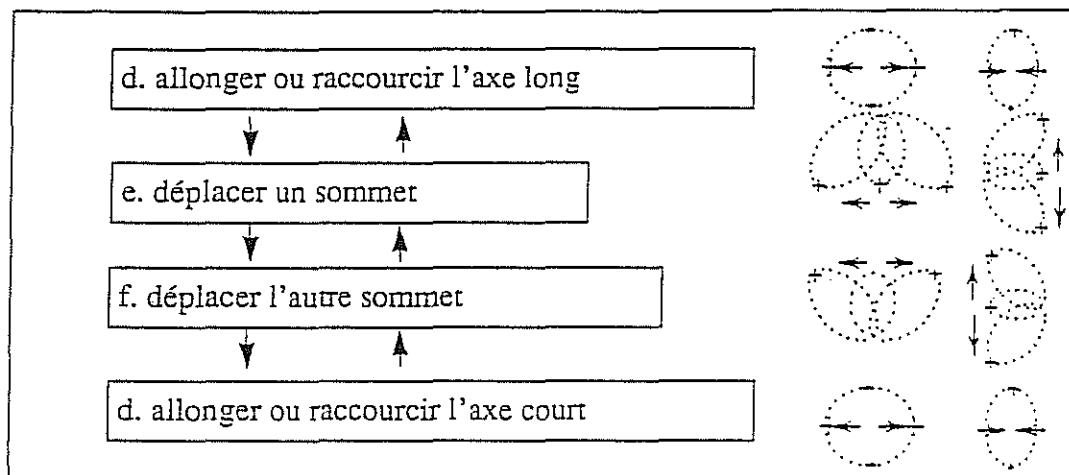 d. allonger ou raccourcir l'axe long
e. déplacer un sommet
f. déplacer l'autre sommet
d. allonger ou raccourcir l'axe court